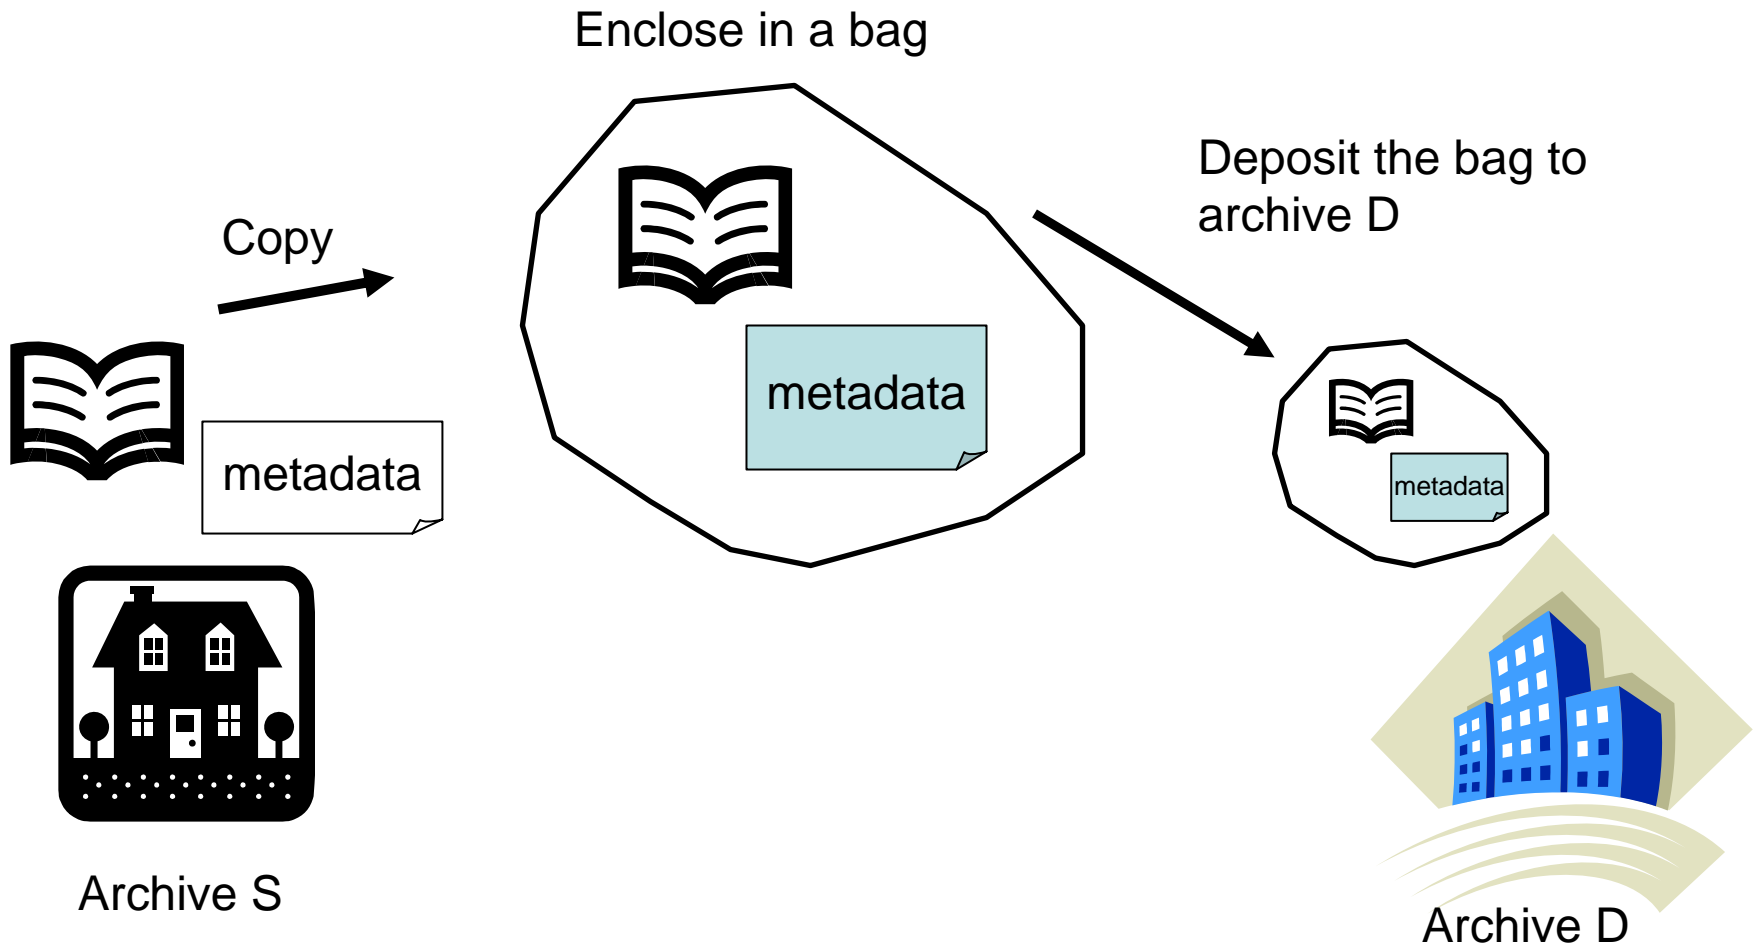 Enclose in a bag
Deposit the bag to
archive D
Copy
metadata
metadata
metadata
Archive S
Archive D